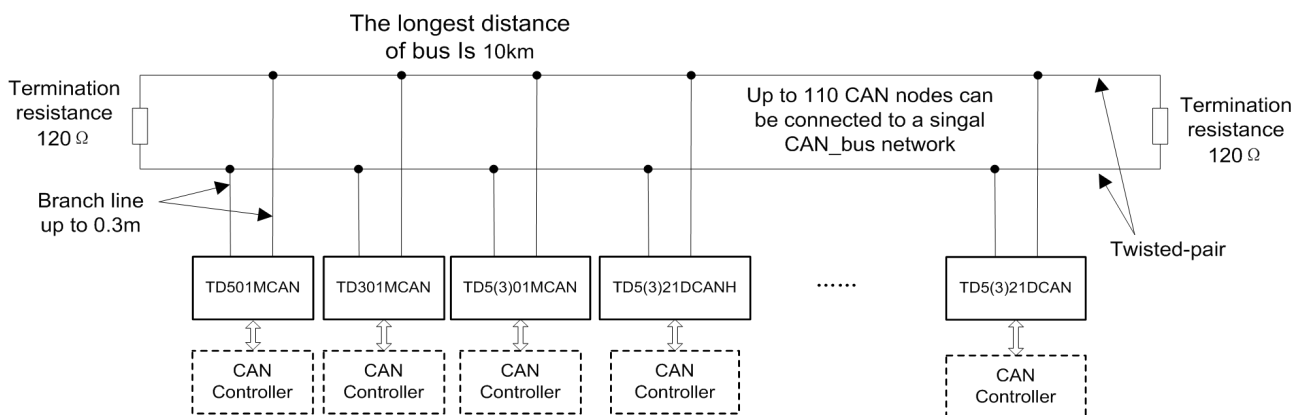 The longest distance
of bus Is 10km
Termination
resistance
120Ω
Up to 110 CAN nodes can
be connected to a singal
CAN_bus network
Termination
resistance
120Ω
Branch line
up to 0.3m
Twisted-pair
TD501MCAN
TD301MCAN
TD5(3)01MCAN
TD5(3)21DCANH
······
TD5(3)21DCAN
CAN
Controller
CAN
Controller
CAN
Controller
CAN
Controller
CAN
Controller